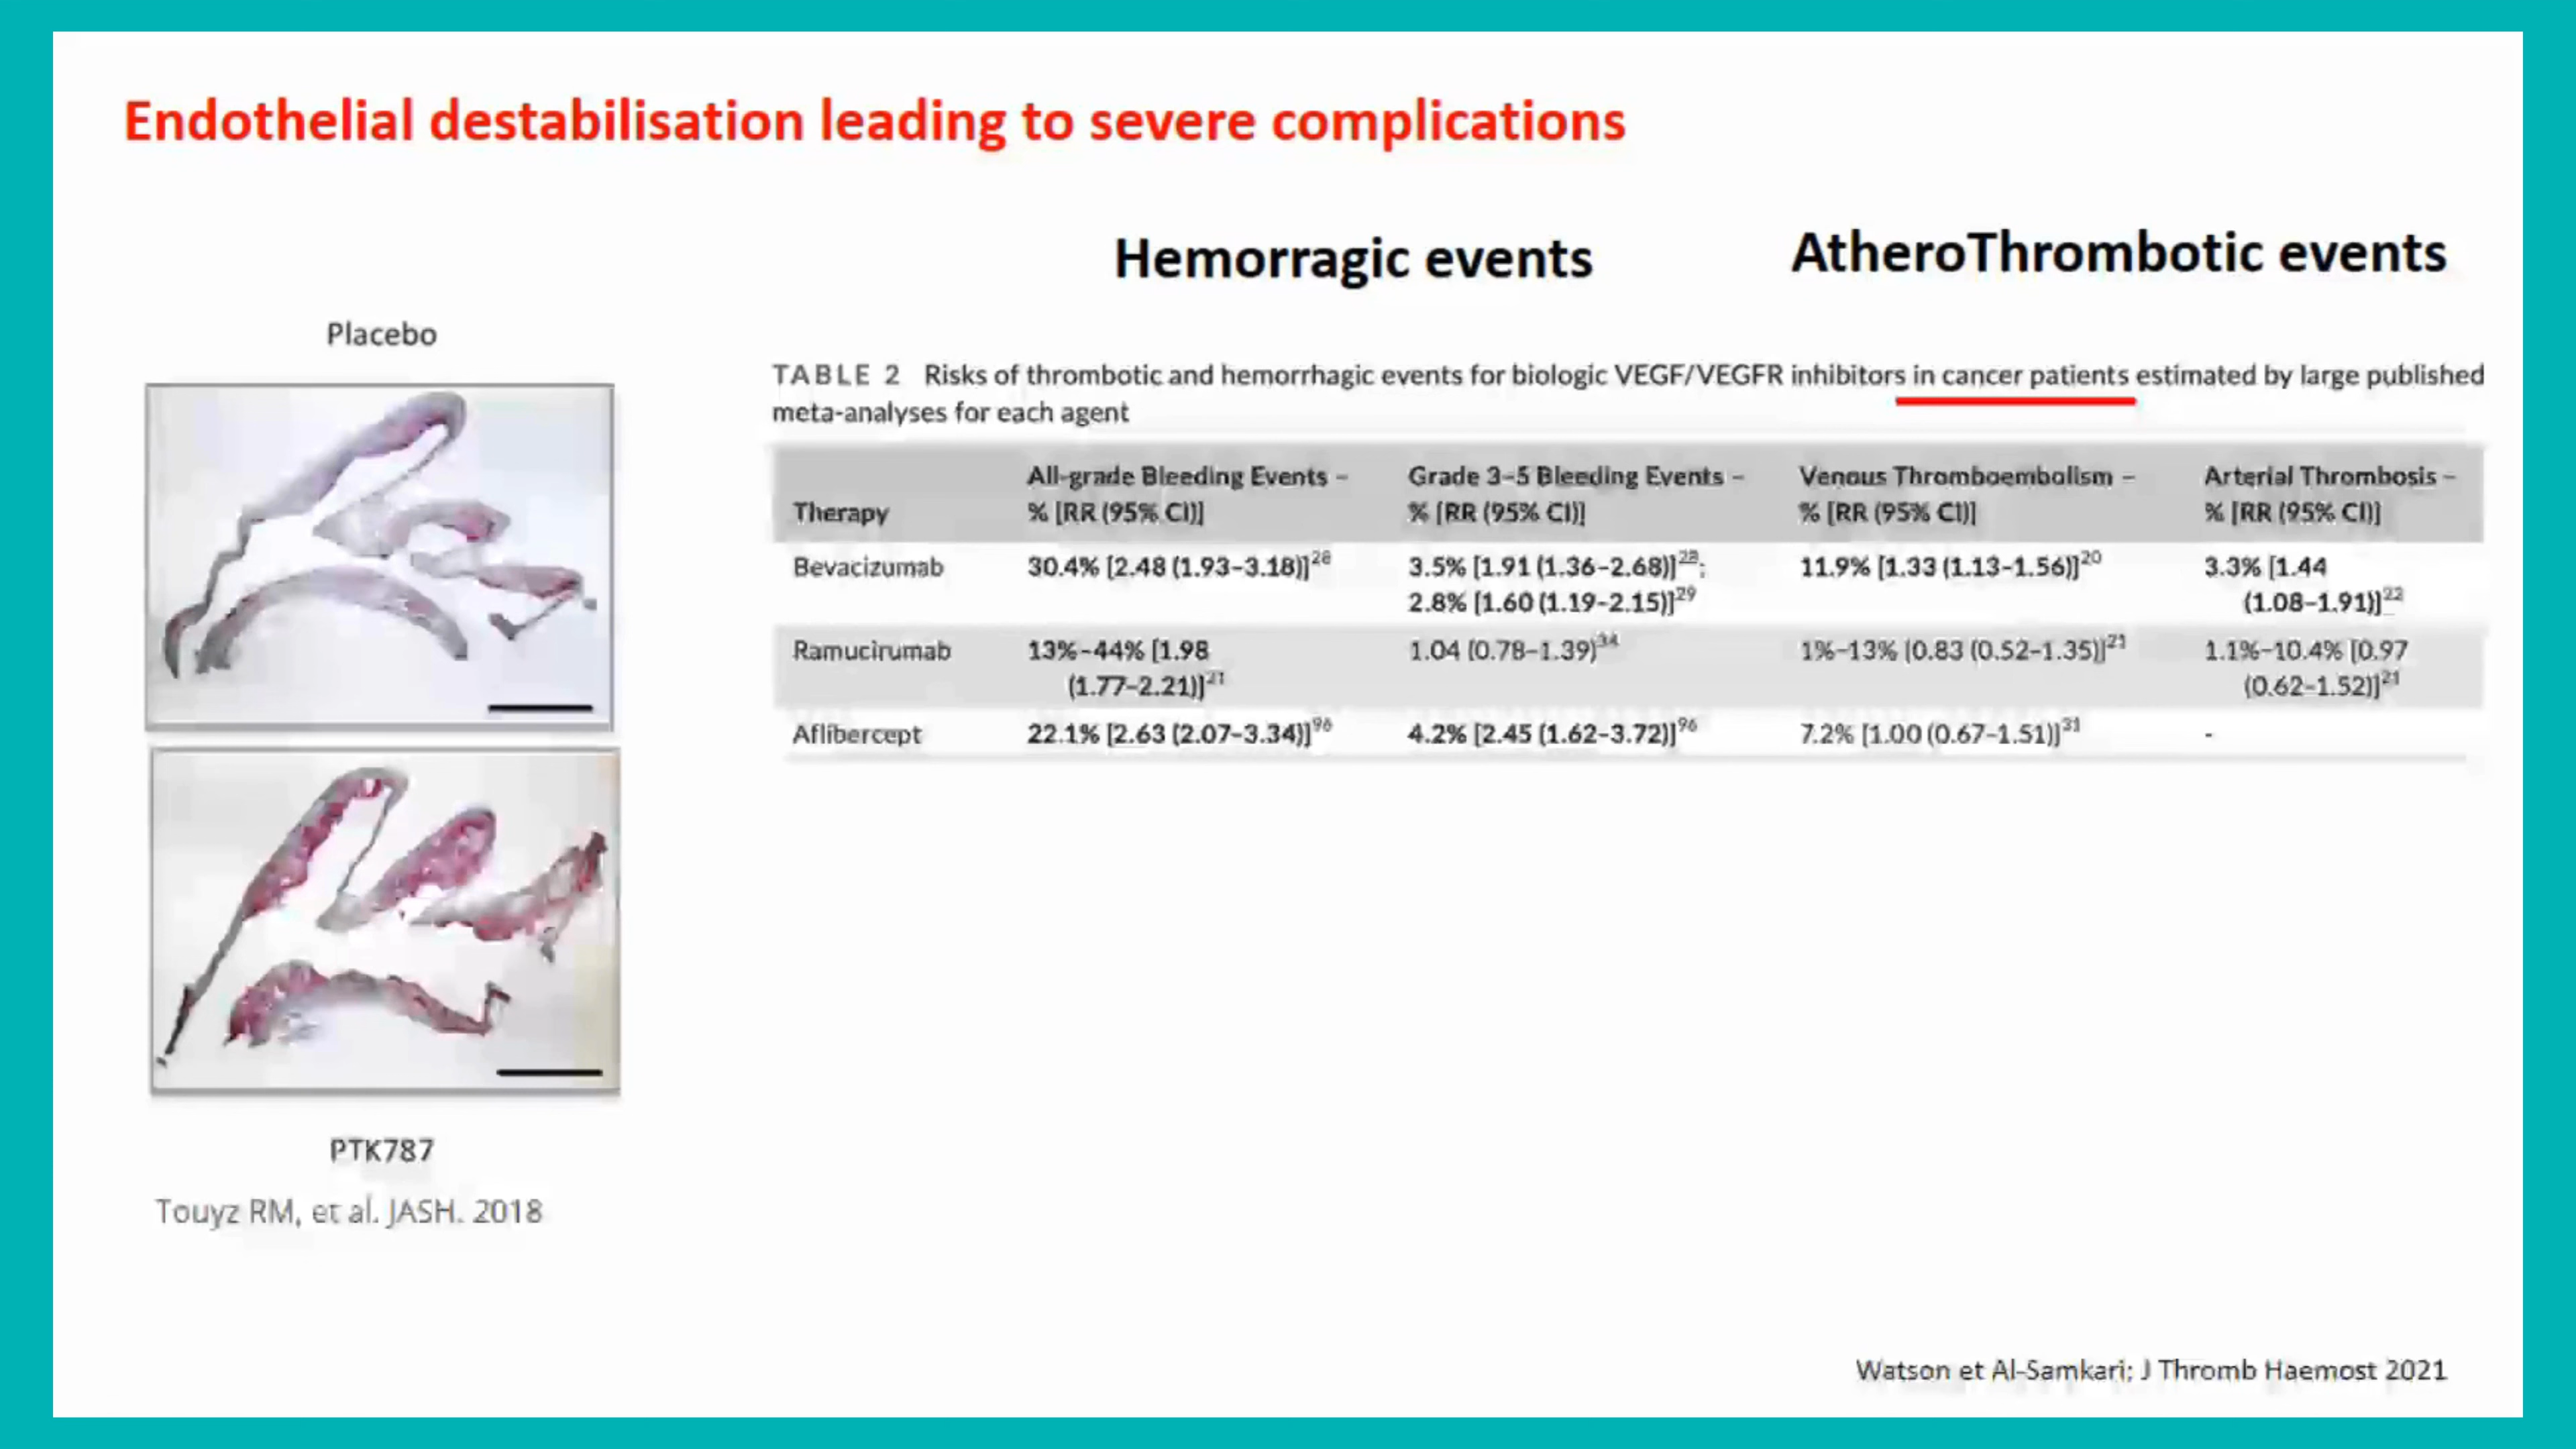 Endothelial destabilisation leading to severe complications
Hemorragic events
AtheroThrombotic events
Placebo
TABLE 2 Risks of thrombotic and hemorrhagic events for biologic VEGF/VEGFR inhibitors in cancer patients estimated by large published
meta-analyses for each agent
Therapy
All-grade Bleeding Events –
% [RR (95% CI)]
Grade 3–5 Bleeding Events –
% [RR (95% CI)]
Venous Thromboembolism –
% [RR (95% CI)]
Arterial Thrombosis –
% [RR (95% CI)]
Bevacizumab
30.4% [2.48 (1.93–3.18)]28
3.5% [1.91 (1.36–2.68)]28;
2.8% [1.60 (1.19–2.15)]29
11.9% [1.33 (1.13–1.56)]20
3.3% [1.44
(1.08–1.91)]22
Ramucirumab
13%–44% [1.98
(1.77–2.21)]21
1.04 (0.78–1.39)34
1%–13% [0.83 (0.52–1.35)]21
1.1%–10.4% [0.97
(0.62–1.52)]21
Aflibercept
22.1% [2.63 (2.07–3.34)]96
4.2% [2.45 (1.62–3.72)]96
7.2% [1.00 (0.67–1.51)]31
-
PTK787
Touyz RM, et al. JASH. 2018
Watson et Al-Samkari; J Thromb Haemost 2021